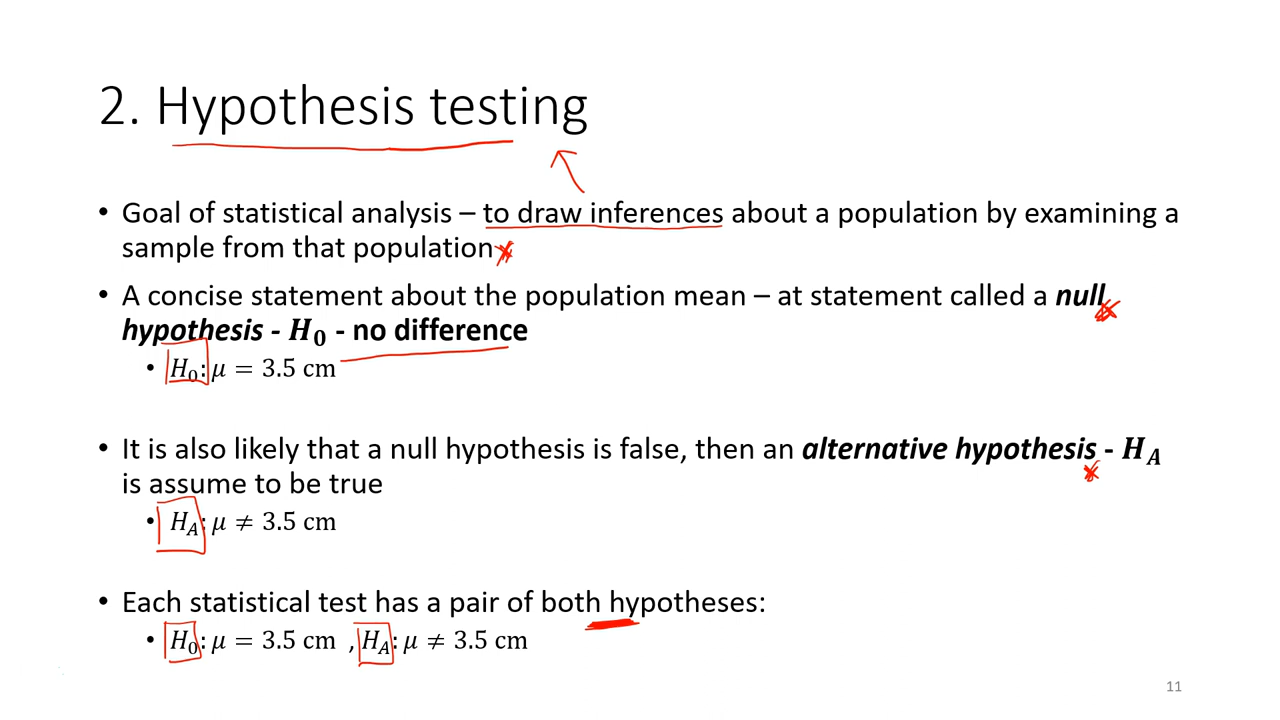 2. Hypothesis testing
• Goal of statistical analysis – to draw inferences about a population by examining a
sample from that population
• A concise statement about the population mean – at statement called a null
hypothesis - H₀ - no difference
• H₀: μ = 3.5 cm
• It is also likely that a null hypothesis is false, then an alternative hypothesis - H_A
is assume to be true
• H_A: μ ≠ 3.5 cm
• Each statistical test has a pair of both hypotheses:
• H₀: μ = 3.5 cm , H_A: μ ≠ 3.5 cm
11